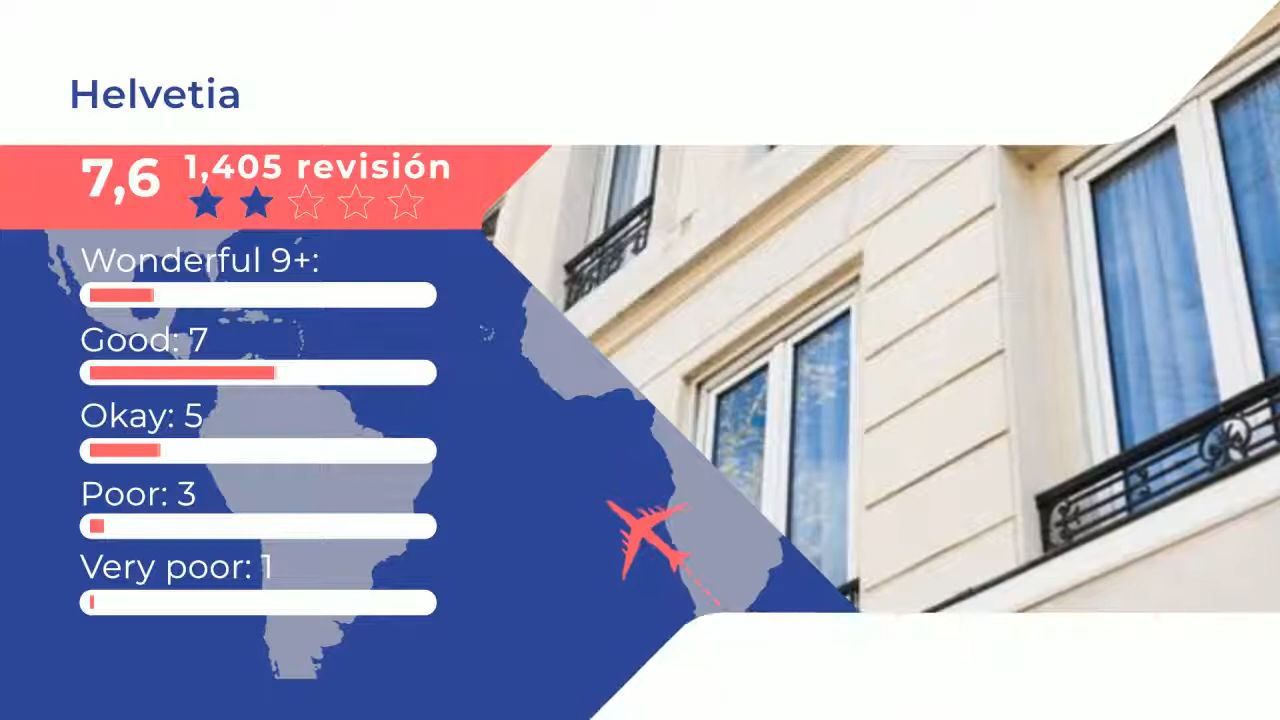 Helvetia
7,6
1,405 revisión
Wonderful 9+:
Good: 7
Okay: 5
Poor: 3
Very poor: 1